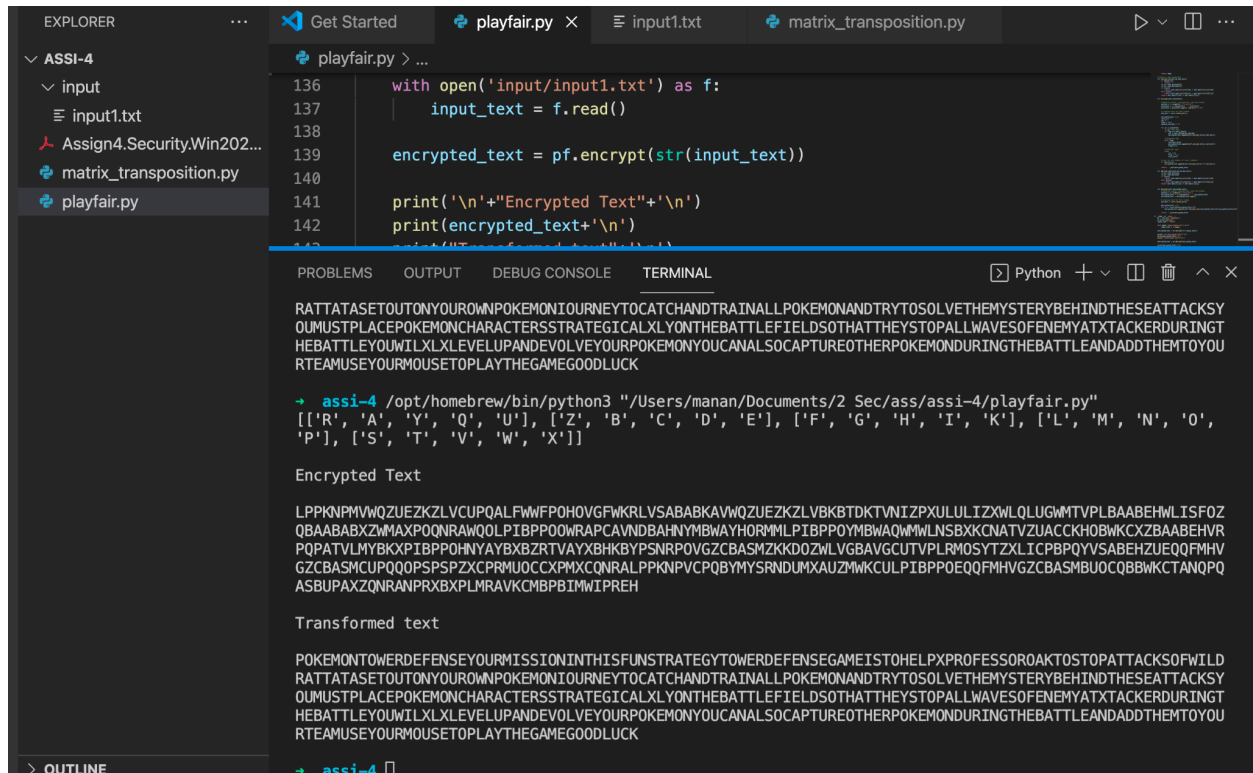 EXPLORER
Get Started
playfair.py
input1.txt
matrix_transposition.py
ASSI-4
playfair.py > ...
input
input1.txt
Assign4.Security.Win202...
matrix_transposition.py
playfair.py
136 with open('input/input1.txt') as f:
137 input_text = f.read()
138
139 encrypted_text = pf.encrypt(str(input_text))
140
141 print('\n'+"Encrypted Text"+'\n')
142 print(encrypted_text+'\n')
PROBLEMS OUTPUT DEBUG CONSOLE TERMINAL Python
RATTATASETOUTONYOUROWNPOKEMONIOURNEYTOCATCHANDTRAINALLPOKEMONANDTRYTOSOLVETHEMYSTERYBEHINDTHESEATTACKSY
OUMUSTPLACEPOKEMONCHARACTERSSTRATEGICALXLYONTHEBATTLEFIELDSOTHATTHEYSTOPALLWAVESOFENEMYATXTACKERDURINGT
HEBATTLEYOUWILXLXLEVELUPANDEVOLVEYOURPOKEMONYOUCANALSOCAPTUREOTHERPOKEMONDURINGTHEBATTLEANDADDTHEMTOYOU
RTEAMUSEYOURMOUSETOPLAYTHEGAMEGOODLUCK
→ assi-4 /opt/homebrew/bin/python3 "/Users/manan/Documents/2 Sec/ass/assi-4/playfair.py"
[['R', 'A', 'Y', 'Q', 'U'], ['Z', 'B', 'C', 'D', 'E'], ['F', 'G', 'H', 'I', 'K'], ['L', 'M', 'N', 'O',
'P'], ['S', 'T', 'V', 'W', 'X']]
Encrypted Text
LPPKNPMVWQZUEZKZLVCUPQALFWWFPOHOVGFWKRLVSABABKAVWQZUEZKZLVBKBTDKTVNIZPXULULIZXWLQLUGWMTVPLBAABEHWLISFOZ
QBAABABXZWMAXPOQNRAWQOLPIBPPOOWRAPCAVNDBAHNYMBWAYHORMMLPIBPPOYMBWAQWMWLNSBXKCNATVZUACCKHOBWKCXZBAABEHVR
PQPATVLMYBKXPIBPPOHNYAYBXBZRTVAYXBHKBYPSNRPOVGZCBASMZKKDOZWLVGBAVGCUTVPLRMOSYTZXLICPBPQYVSABEHZUEQQFMHV
GZCBASMCUPQQOPSPSPZXCPRMUOCCXPMXCQNRALPPKNPVCPQBYMYSRNDUMXAUZMWKCULPIBPPOEQQFMHVGZCBASMBUOCQBBWKCTANQPQ
ASBUPAXZQNRANPRXBXPLMRAVKCMBPBIMWIPREH
Transformed text
POKEMONTOWERDEFENSEYOURMISSIONINTHISFUNSTRATEGYTOWERDEFENSEGAMEISTOHELPXPROFESSOROAKTOSTOPATTACKSOFWILD
RATTATASETOUTONYOUROWNPOKEMONIOURNEYTOCATCHANDTRAINALLPOKEMONANDTRYTOSOLVETHEMYSTERYBEHINDTHESEATTACKSY
OUMUSTPLACEPOKEMONCHARACTERSSTRATEGICALXLYONTHEBATTLEFIELDSOTHATTHEYSTOPALLWAVESOFENEMYATXTACKERDURINGT
HEBATTLEYOUWILXLXLEVELUPANDEVOLVEYOURPOKEMONYOUCANALSOCAPTUREOTHERPOKEMONDURINGTHEBATTLEANDADDTHEMTOYOU
RTEAMUSEYOURMOUSETOPLAYTHEGAMEGOODLUCK
→ assi-4
OUTLINE